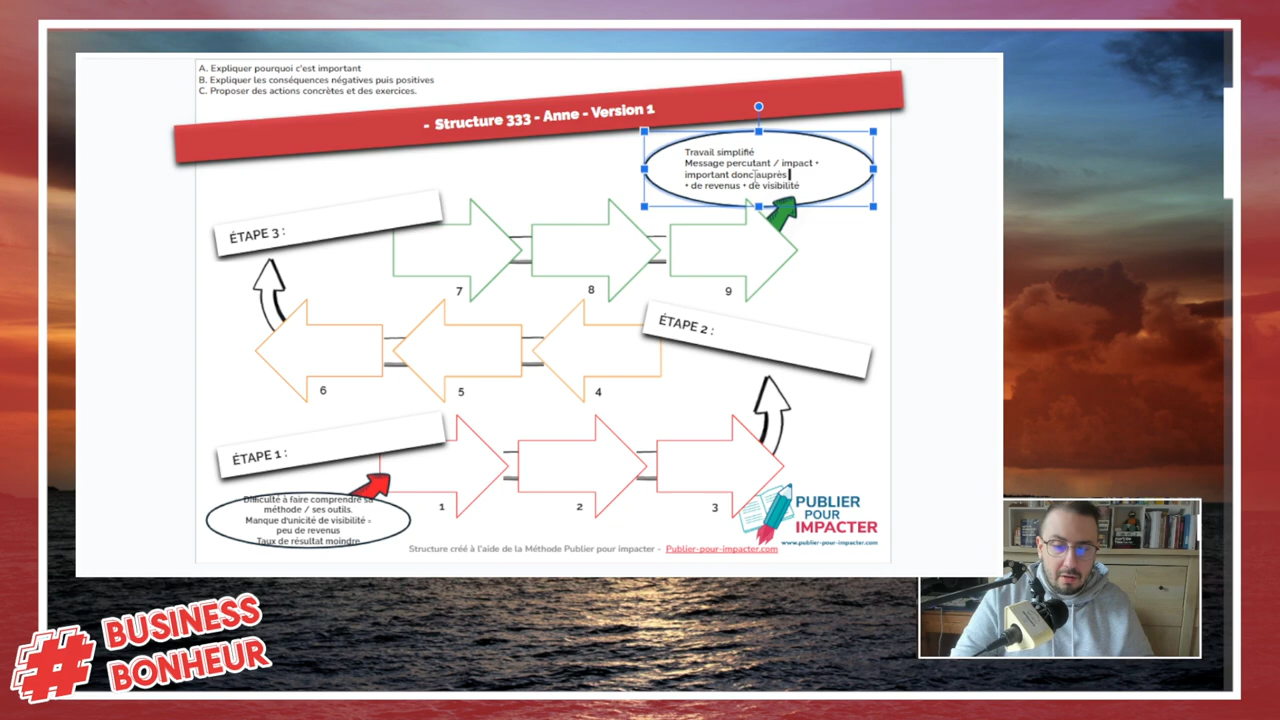 A. Expliquer pourquoi c'est important
B. Expliquer les conséquences négatives puis positives
C. Proposer des actions concrètes et des exercices.
- Structure 333 - Anne - Version 1
Travail simplifié
Message percutant / impact +
important donc auprès
+ de revenus + de visibilité
ÉTAPE 3 :
7
8
9
ÉTAPE 2 :
6
5
4
ÉTAPE 1 :
1
2
3
Difficulté à faire comprendre sa
méthode / ses outils.
Manque d'unicité de visibilité =
peu de revenus
Taux de résultat moindre
PUBLIER
POUR
IMPACTER
www.publier-pour-impacter.com
Structure créé à l'aide de la Méthode Publier pour impacter - Publier-pour-impacter.com
# BUSINESS
BONHEUR